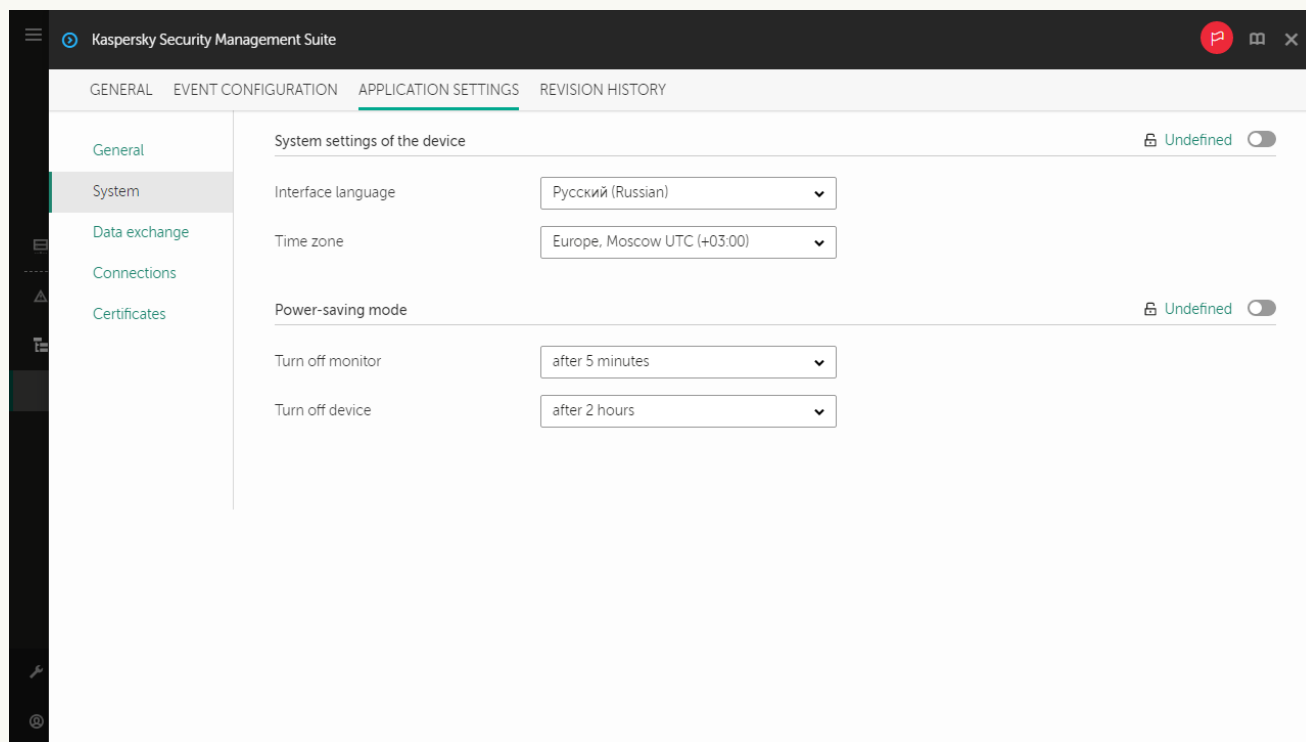 Kaspersky Security Management Suite
GENERAL EVENT CONFIGURATION APPLICATION SETTINGS REVISION HISTORY
General
System
Data exchange
Connections
Certificates
System settings of the device Undefined
Interface language Русский (Russian)
Time zone Europe, Moscow UTC (+03:00)
Power-saving mode Undefined
Turn off monitor after 5 minutes
Turn off device after 2 hours